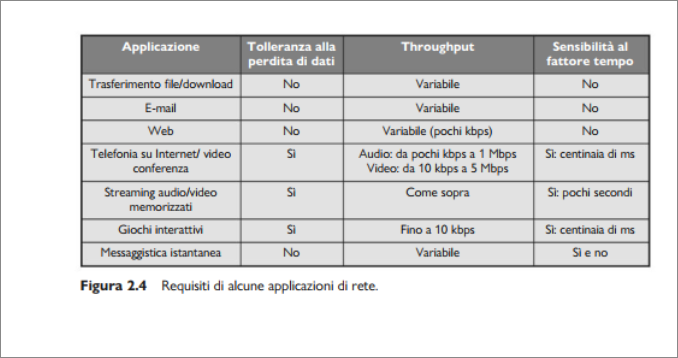 Applicazione Tolleranza alla perdita di dati Throughput Sensibilità al fattore tempo
Trasferimento file/download No Variabile No
E-mail No Variabile No
Web No Variabile (pochi kbps) No
Telefonia su Internet/ video conferenza Sì Audio: da pochi kbps a 1 Mbps Video: da 10 kbps a 5 Mbps Sì: centinaia di ms
Streaming audio/video memorizzati Sì Come sopra Sì: pochi secondi
Giochi interattivi Sì Fino a 10 kbps Sì: centinaia di ms
Messaggistica istantanea No Variabile Sì e no
Figura 2.4 Requisiti di alcune applicazioni di rete.